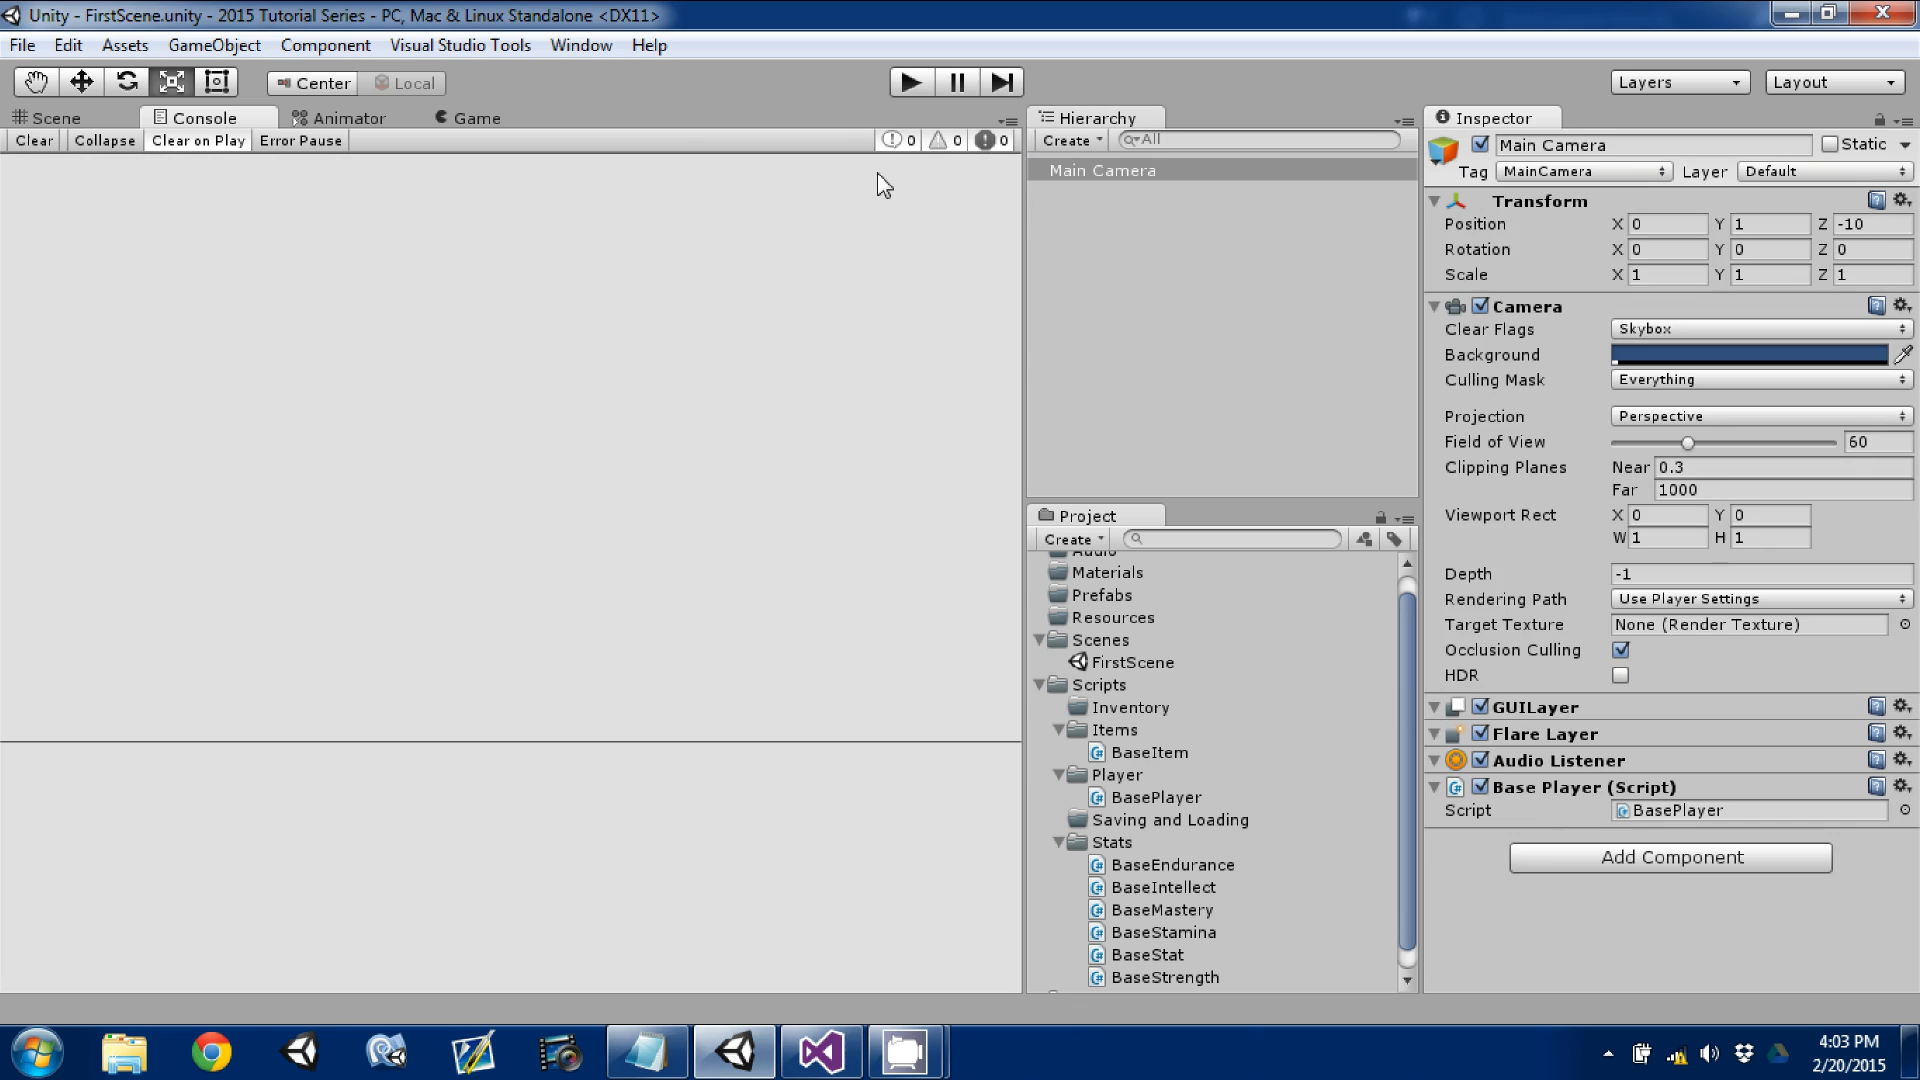 Unity - FirstScene.unity - 2015 Tutorial Series - PC, Mac & Linux Standalone <DX11>
File Edit Assets GameObject Component Visual Studio Tools Window Help
Center Local Layers Layout
Scene Console Animator Game
Clear Collapse Clear on Play Error Pause 0 0 0
Hierarchy
Create All
Main Camera
Project
Create
Audio
Materials
Prefabs
Resources
Scenes
FirstScene
Scripts
Inventory
Items
BaseItem
Player
BasePlayer
Saving and Loading
Stats
BaseEndurance
BaseIntellect
BaseMastery
BaseStamina
BaseStat
BaseStrength
Inspector
Main Camera Static
Tag MainCamera Layer Default
Transform
Position X 0 Y 1 Z -10
Rotation X 0 Y 0 Z 0
Scale X 1 Y 1 Z 1
Camera
Clear Flags Skybox
Background
Culling Mask Everything
Projection Perspective
Field of View 60
Clipping Planes Near 0.3
Far 1000
Viewport Rect X 0 Y 0
W 1 H 1
Depth -1
Rendering Path Use Player Settings
Target Texture None (Render Texture)
Occlusion Culling
HDR
GUILayer
Flare Layer
Audio Listener
Base Player (Script)
Script BasePlayer
Add Component
4:03 PM
2/20/2015